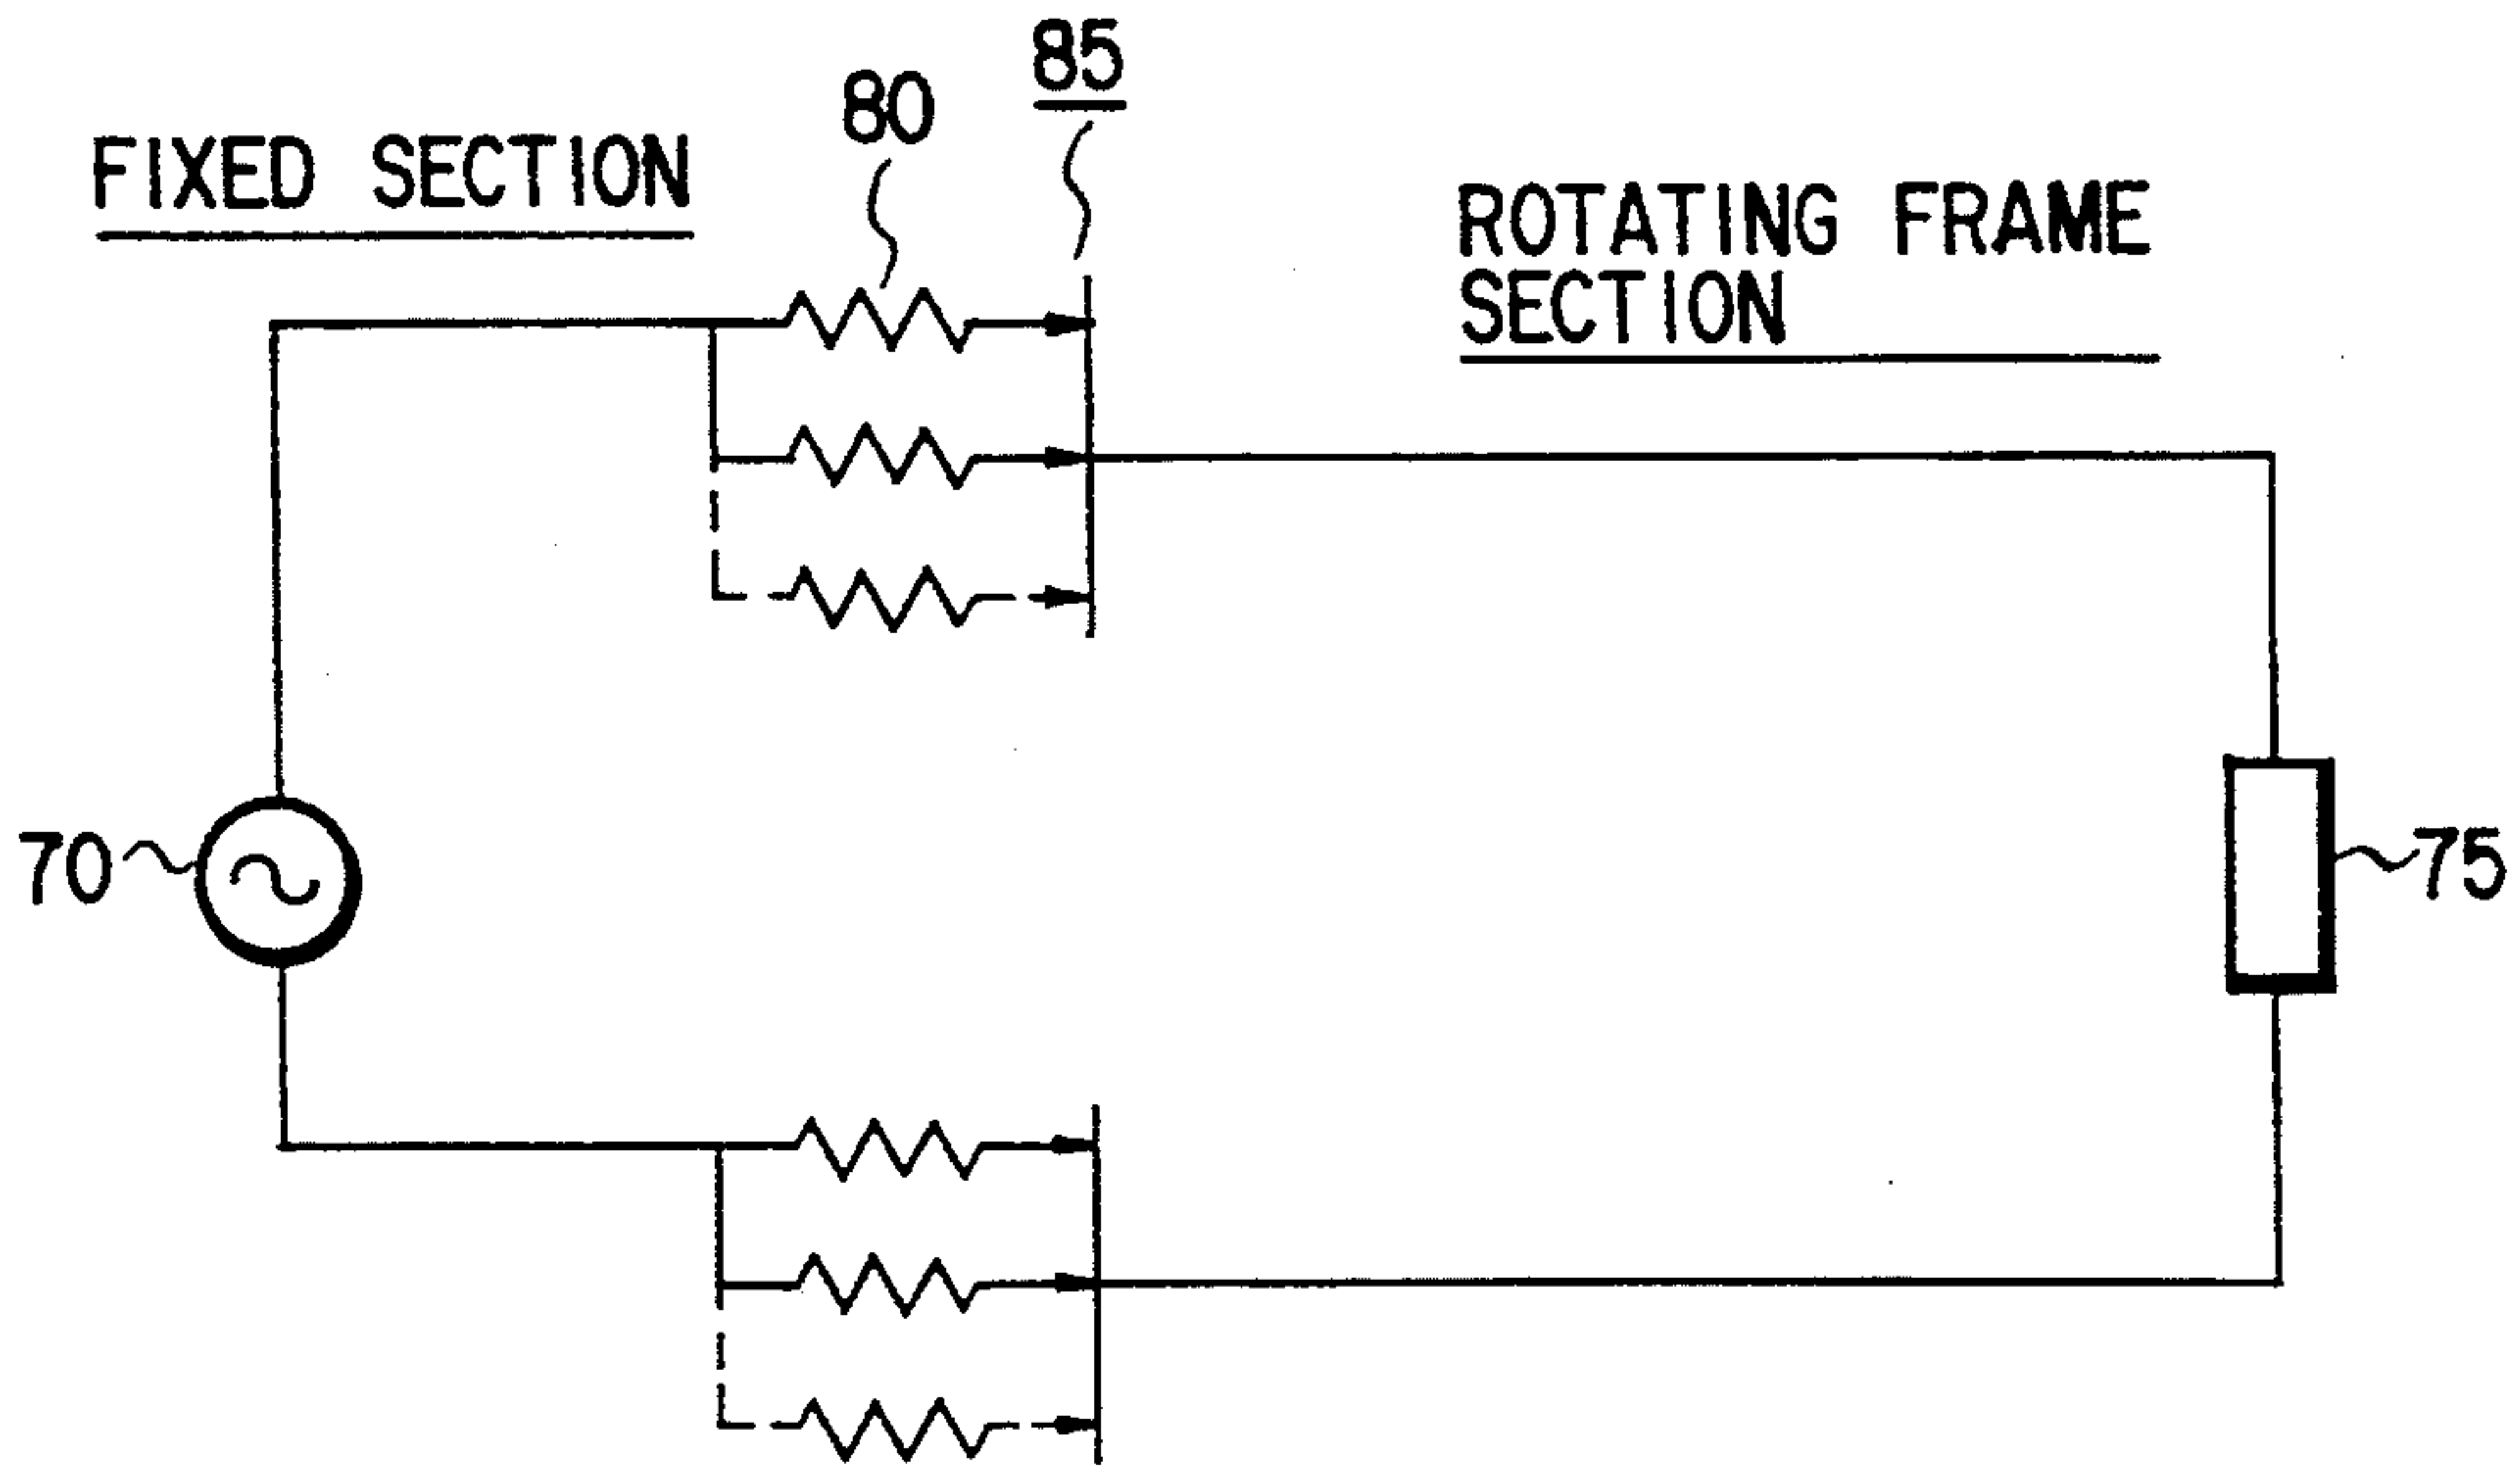 85
80
FIXED SECTION
ROTATING FRAME
SECTION
70
75